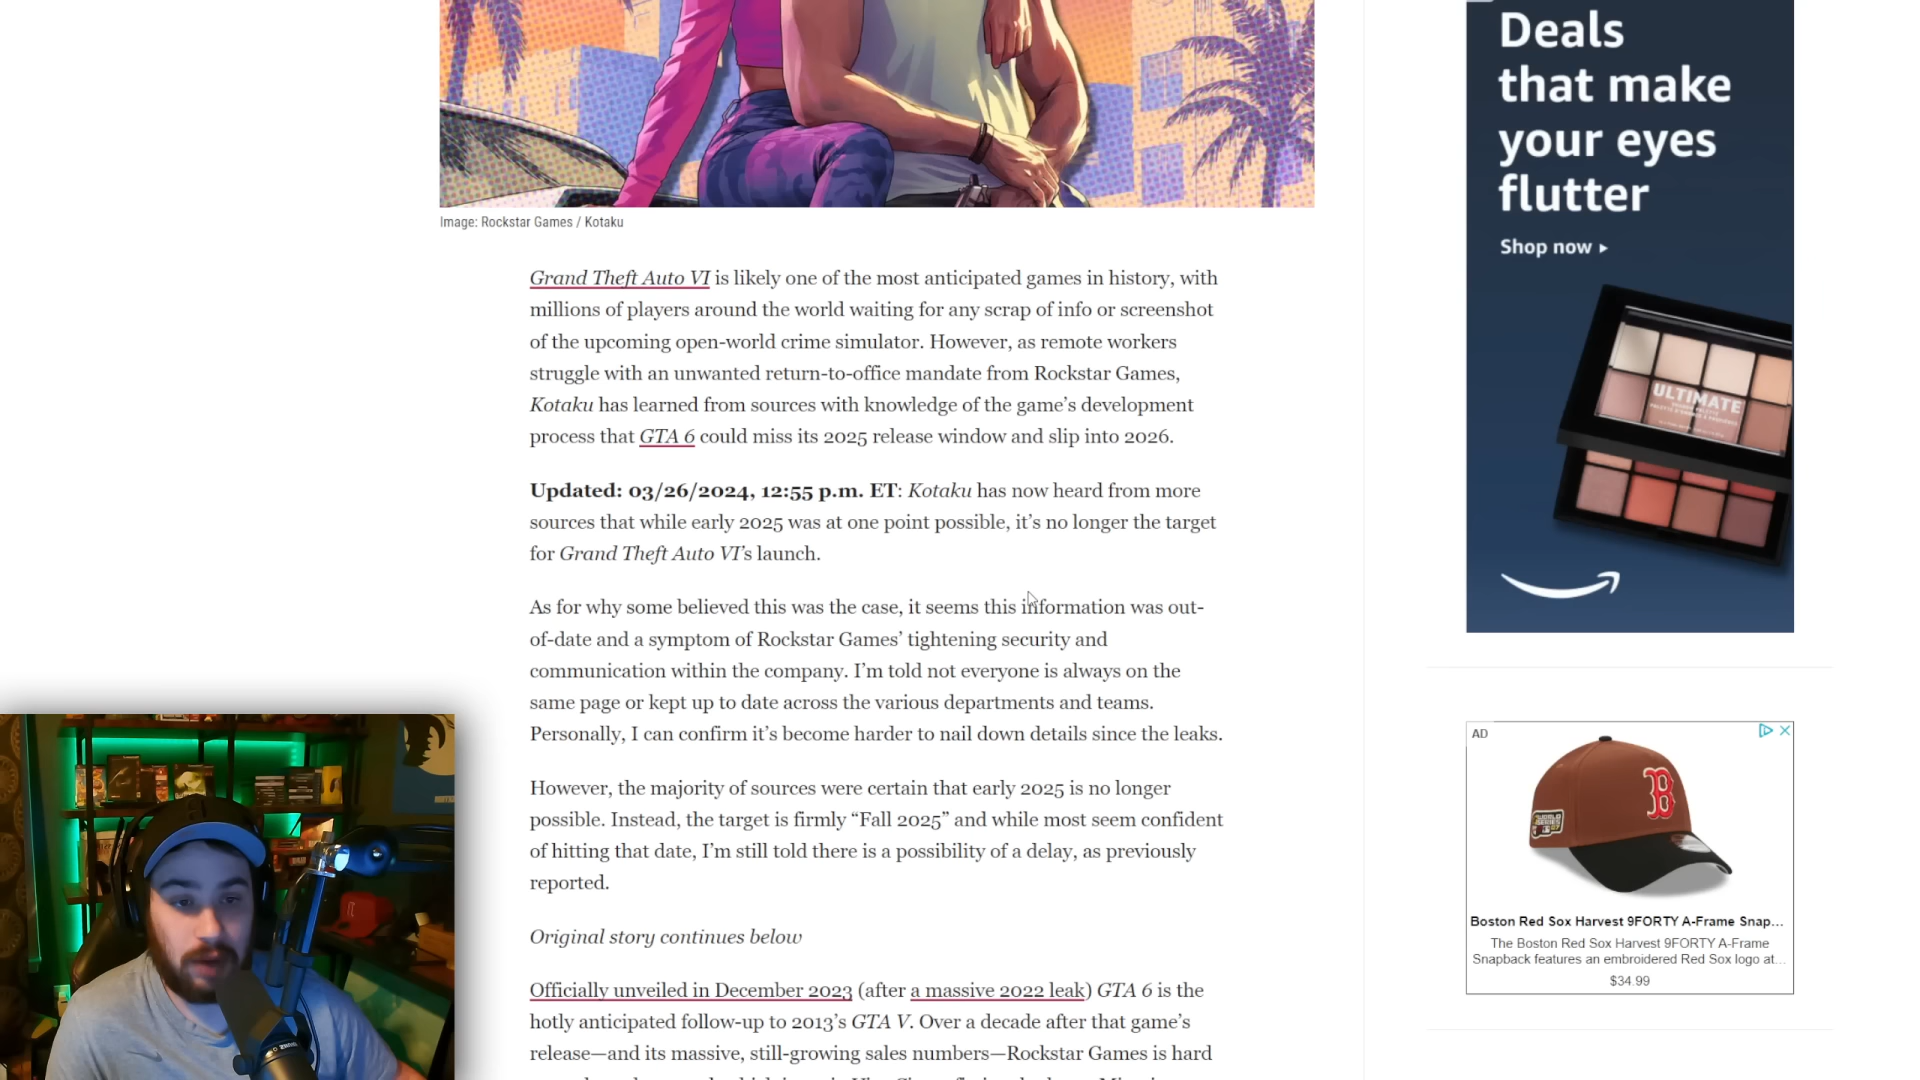 Deals
that make
your eyes
flutter
Shop now ▸
ULTIMATE
Image: Rockstar Games / Kotaku
Grand Theft Auto VI is likely one of the most anticipated games in history, with
millions of players around the world waiting for any scrap of info or screenshot
of the upcoming open-world crime simulator. However, as remote workers
struggle with an unwanted return-to-office mandate from Rockstar Games,
Kotaku has learned from sources with knowledge of the game’s development
process that GTA 6 could miss its 2025 release window and slip into 2026.
Updated: 03/26/2024, 12:55 p.m. ET: Kotaku has now heard from more
sources that while early 2025 was at one point possible, it’s no longer the target
for Grand Theft Auto VI’s launch.
As for why some believed this was the case, it seems this information was out-
of-date and a symptom of Rockstar Games’ tightening security and
communication within the company. I’m told not everyone is always on the
same page or kept up to date across the various departments and teams.
Personally, I can confirm it’s become harder to nail down details since the leaks.
However, the majority of sources were certain that early 2025 is no longer
possible. Instead, the target is firmly “Fall 2025” and while most seem confident
of hitting that date, I’m still told there is a possibility of a delay, as previously
reported.
Original story continues below
Officially unveiled in December 2023 (after a massive 2022 leak) GTA 6 is the
hotly anticipated follow-up to 2013’s GTA V. Over a decade after that game’s
release—and its massive, still-growing sales numbers—Rockstar Games is hard
AD
B
Boston Red Sox Harvest 9FORTY A-Frame Snap...
The Boston Red Sox Harvest 9FORTY A-Frame
Snapback features an embroidered Red Sox logo at...
$34.99